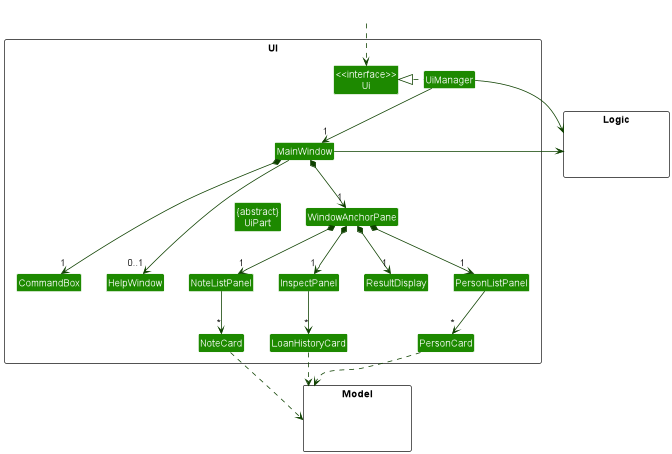 UI
<<interface>>
Ui
UiManager
Logic
1
MainWindow
1
{abstract}
UiPart
WindowAnchorPane
1
0..1
1
1
1
1
CommandBox
HelpWindow
NoteListPanel
InspectPanel
ResultDisplay
PersonListPanel
*
*
*
NoteCard
LoanHistoryCard
PersonCard
Model